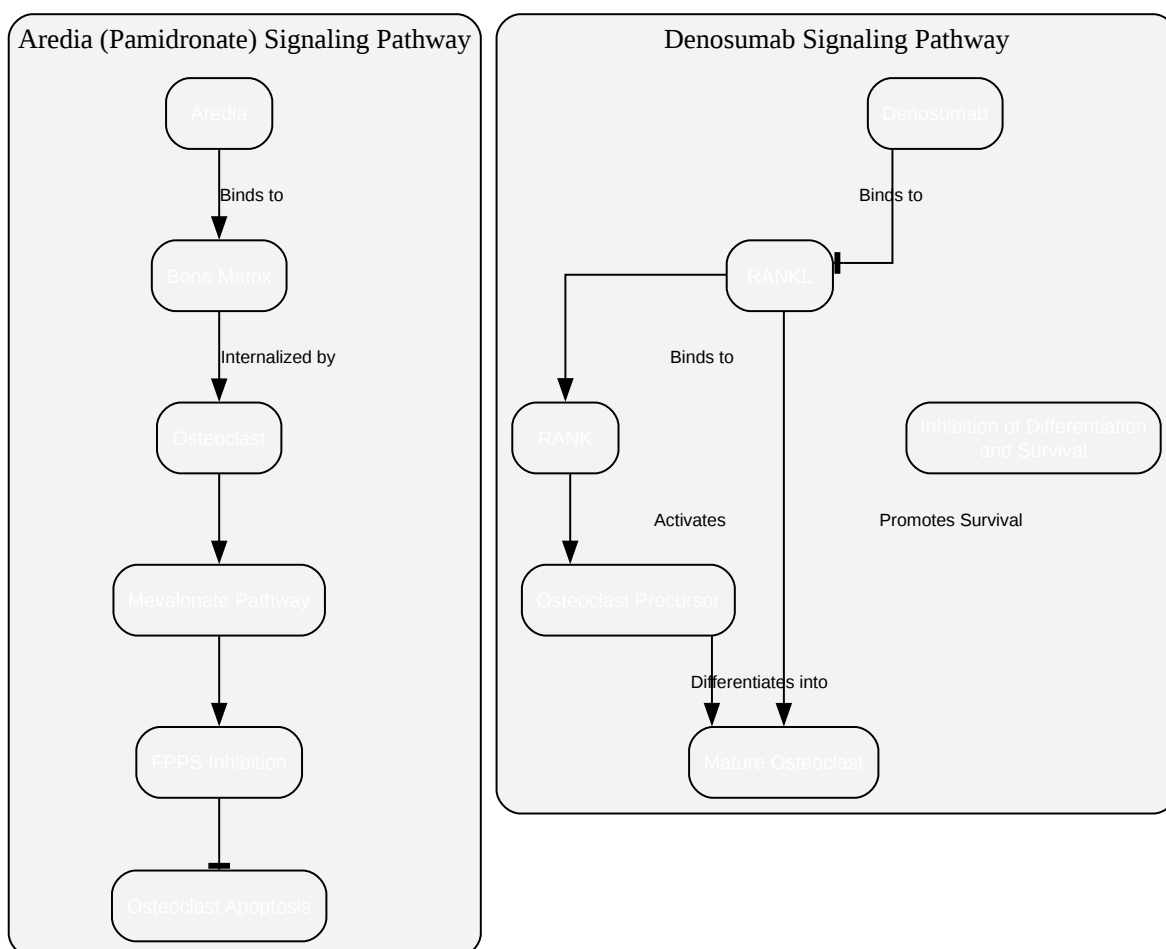 Aredia (Pamidronate) Signaling Pathway
Aredia
Binds to
Bone Matrix
Internalized by
Osteoclast
Mevalonate Pathway
FPPS Inhibition
Osteoclast Apoptosis
Denosumab Signaling Pathway
Denosumab
Binds to
RANKL
Binds to
RANK
Inhibition of Differentiation
and Survival
Activates
Promotes Survival
Osteoclast Precursor
Differentiates into
Mature Osteoclast